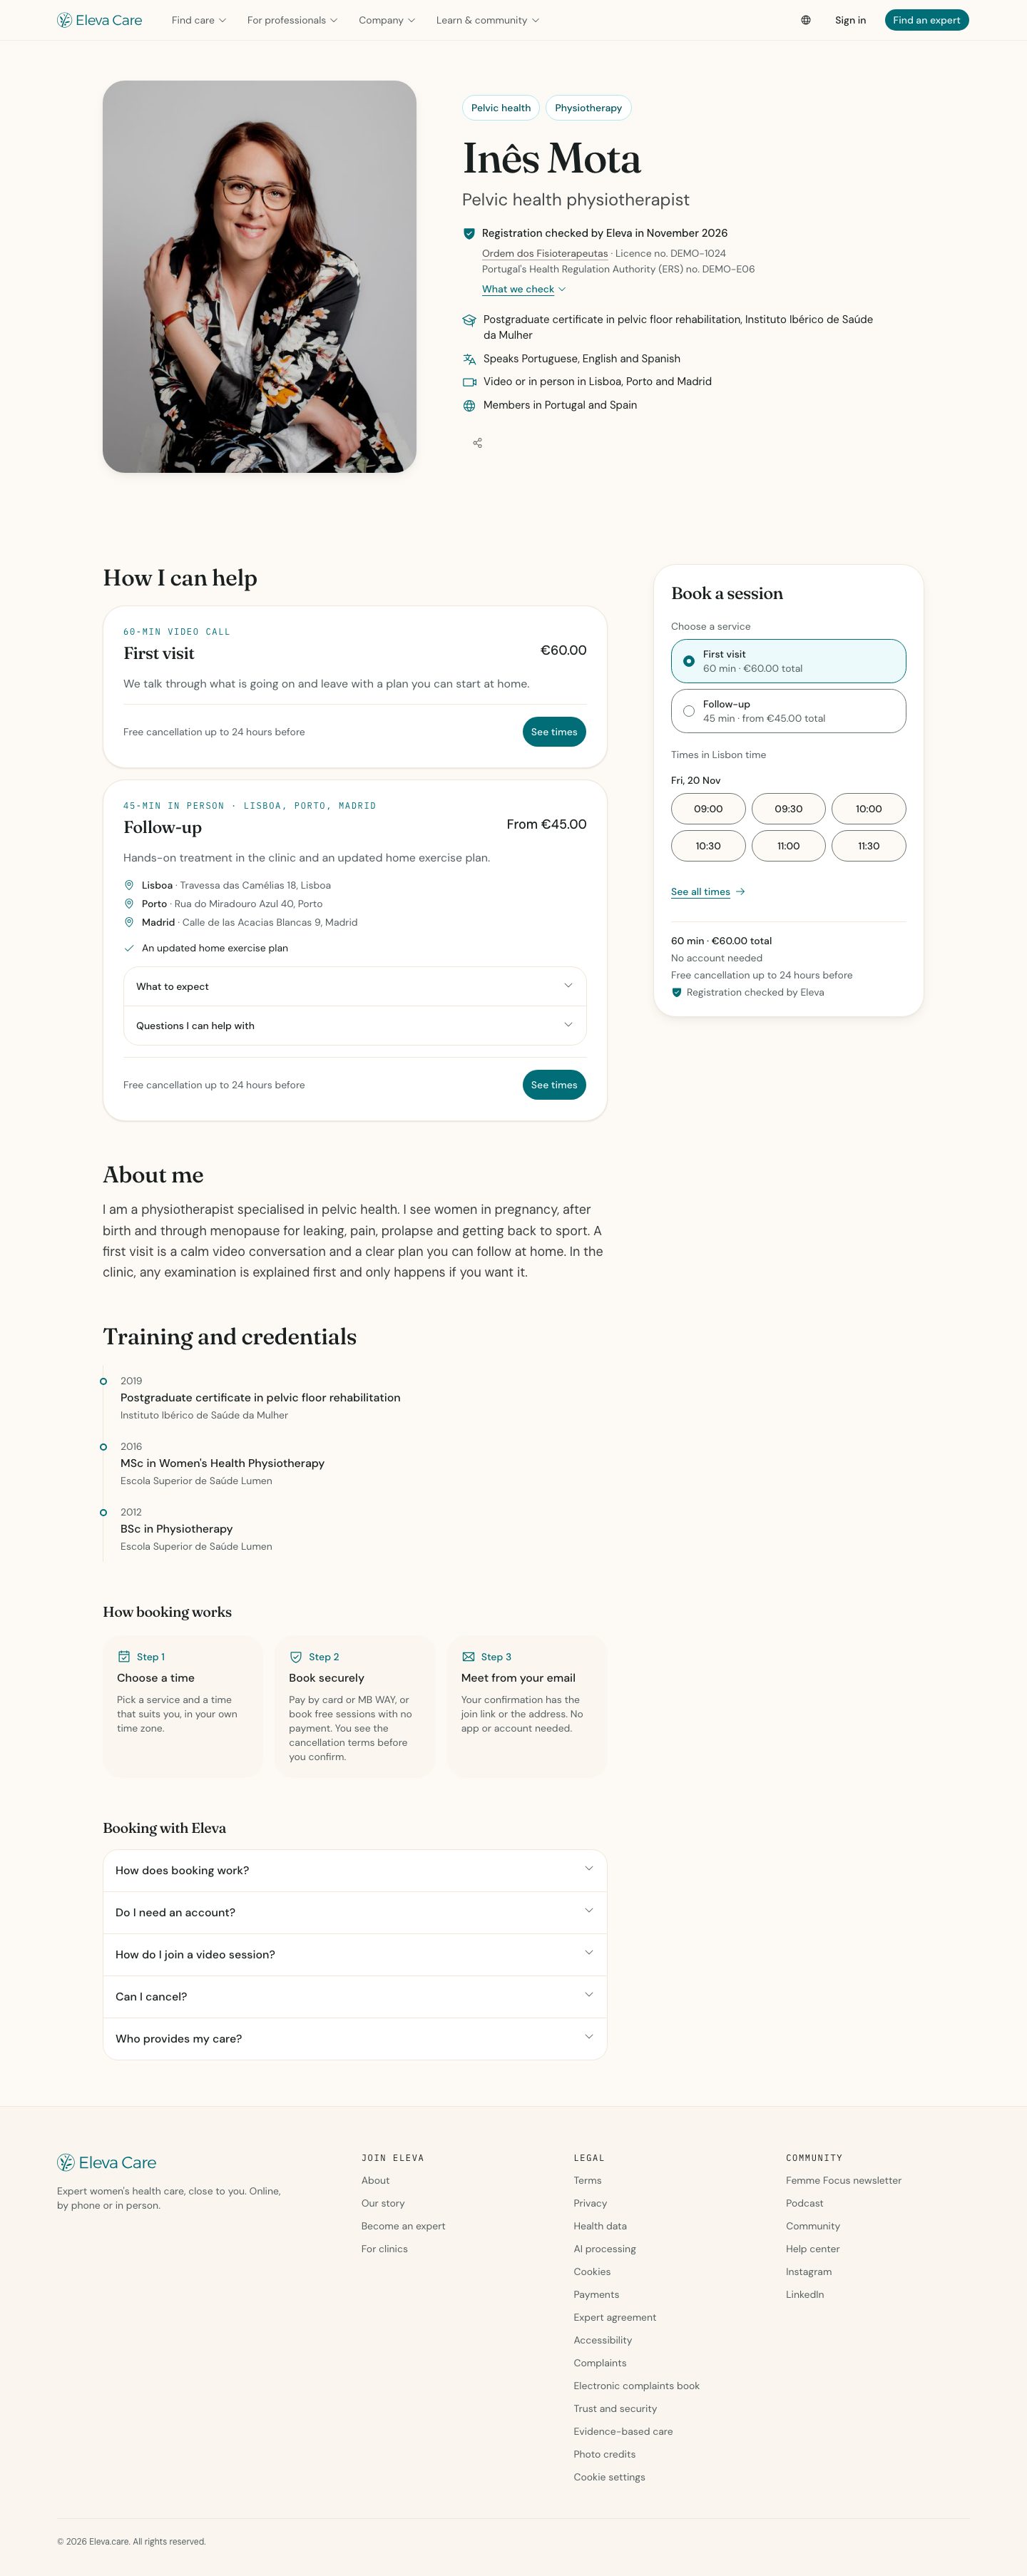 Eleva Care
Find care
For professionals
Company
Learn & community
Sign in
Find an expert
Pelvic health
Physiotherapy
Inês Mota
Pelvic health physiotherapist
Registration checked by Eleva in November 2026
Ordem dos Fisioterapeutas · Licence no. DEMO-1024
Portugal's Health Regulation Authority (ERS) no. DEMO-E06
What we check
Postgraduate certificate in pelvic floor rehabilitation, Instituto Ibérico de Saúde
da Mulher
Speaks Portuguese, English and Spanish
Video or in person in Lisboa, Porto and Madrid
Members in Portugal and Spain
How I can help
60-MIN VIDEO CALL
First visit
€60.00
We talk through what is going on and leave with a plan you can start at home.
Free cancellation up to 24 hours before
See times
45-MIN IN PERSON · LISBOA, PORTO, MADRID
Follow-up
From €45.00
Hands-on treatment in the clinic and an updated home exercise plan.
Lisboa · Travessa das Camélias 18, Lisboa
Porto · Rua do Miradouro Azul 40, Porto
Madrid · Calle de las Acacias Blancas 9, Madrid
An updated home exercise plan
What to expect
Questions I can help with
Free cancellation up to 24 hours before
See times
Book a session
Choose a service
First visit
60 min · €60.00 total
Follow-up
45 min · from €45.00 total
Times in Lisbon time
Fri, 20 Nov
09:00
09:30
10:00
10:30
11:00
11:30
See all times
60 min · €60.00 total
No account needed
Free cancellation up to 24 hours before
Registration checked by Eleva
About me
I am a physiotherapist specialised in pelvic health. I see women in pregnancy, after
birth and through menopause for leaking, pain, prolapse and getting back to sport. A
first visit is a calm video conversation and a clear plan you can follow at home. In the
clinic, any examination is explained first and only happens if you want it.
Training and credentials
2019
Postgraduate certificate in pelvic floor rehabilitation
Instituto Ibérico de Saúde da Mulher
2016
MSc in Women's Health Physiotherapy
Escola Superior de Saúde Lumen
2012
BSc in Physiotherapy
Escola Superior de Saúde Lumen
How booking works
Step 1
Choose a time
Pick a service and a time
that suits you, in your own
time zone.
Step 2
Book securely
Pay by card or MB WAY, or
book free sessions with no
payment. You see the
cancellation terms before
you confirm.
Step 3
Meet from your email
Your confirmation has the
join link or the address. No
app or account needed.
Booking with Eleva
How does booking work?
Do I need an account?
How do I join a video session?
Can I cancel?
Who provides my care?
Eleva Care
Expert women's health care, close to you. Online,
by phone or in person.
JOIN ELEVA
About
Our story
Become an expert
For clinics
LEGAL
Terms
Privacy
Health data
AI processing
Cookies
Payments
Expert agreement
Accessibility
Complaints
Electronic complaints book
Trust and security
Evidence-based care
Photo credits
Cookie settings
COMMUNITY
Femme Focus newsletter
Podcast
Community
Help center
Instagram
LinkedIn
© 2026 Eleva.care. All rights reserved.